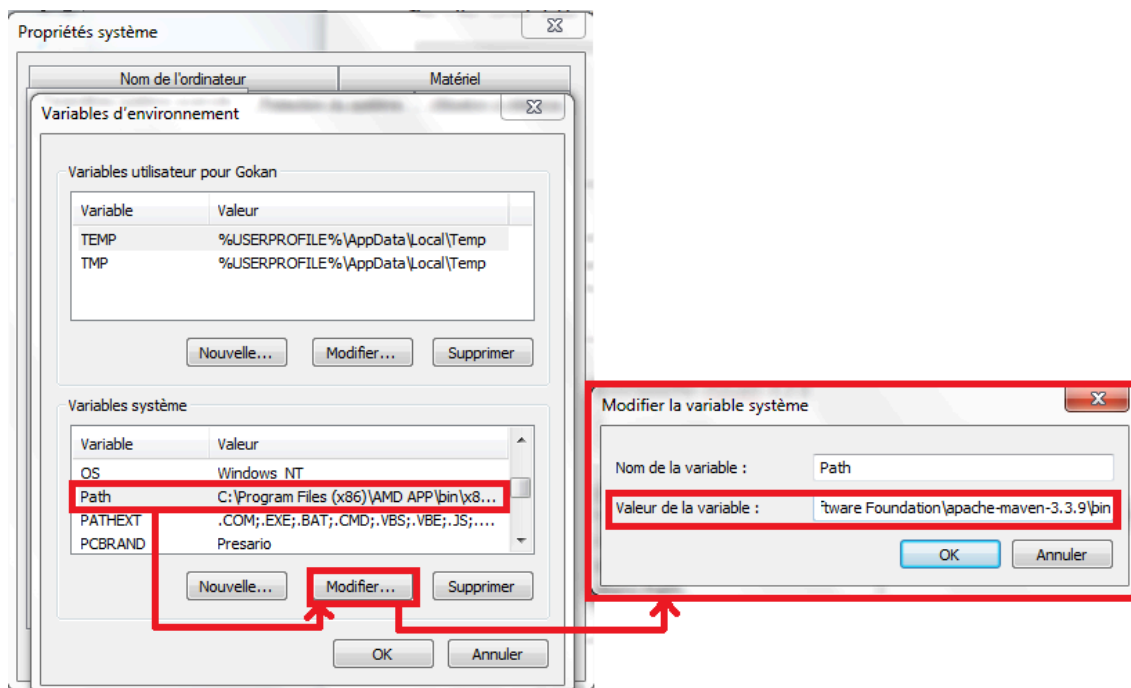 Propriétés système
Nom de l'ordinateur Matériel
Variables d'environnement
Variables utilisateur pour Gokan
Variable Valeur
TEMP %USERPROFILE%\AppData\Local\Temp
TMP %USERPROFILE%\AppData\Local\Temp
Nouvelle... Modifier... Supprimer
Variables système
Variable Valeur
OS Windows_NT
Path C:\Program Files (x86)\AMD APP\bin\x8...
PATHEXT .COM;.EXE;.BAT;.CMD;.VBS;.VBE;.JS;....
PCBRAND Presario
Nouvelle... Modifier... Supprimer
OK Annuler
Modifier la variable système
Nom de la variable : Path
Valeur de la variable : tware Foundation\apache-maven-3.3.9\bin
OK Annuler